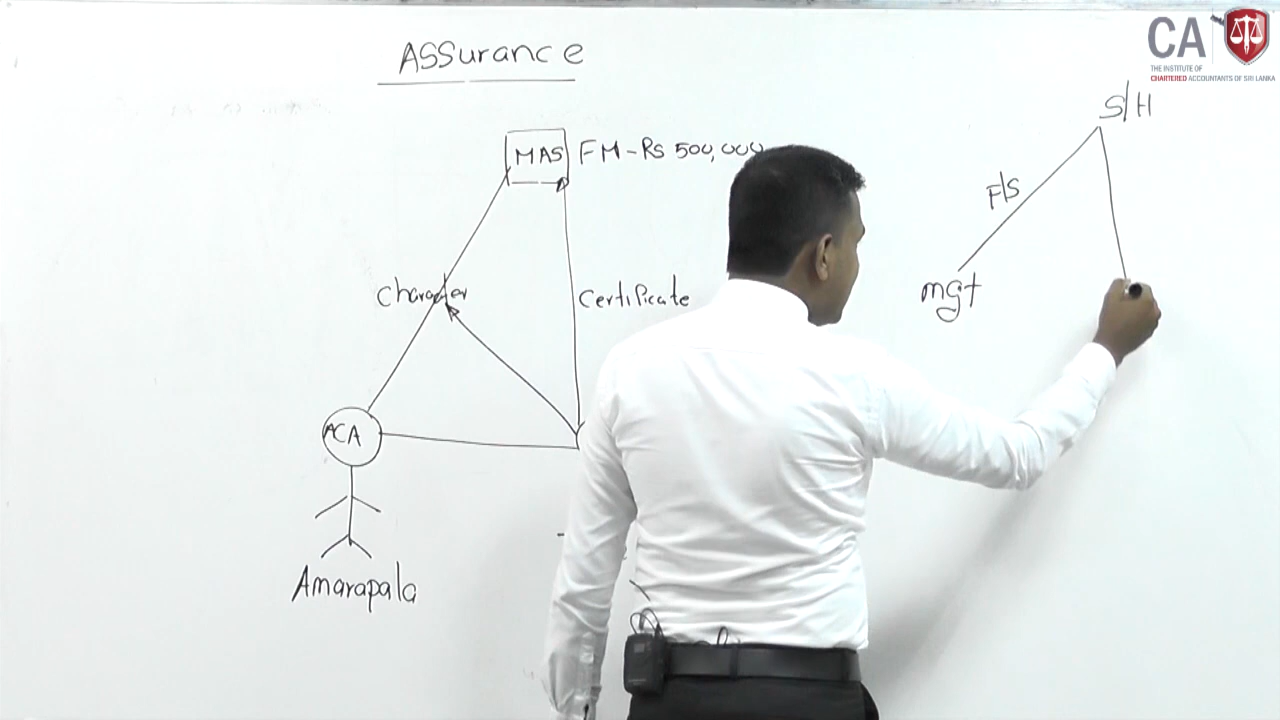 Assurance
CA
THE INSTITUTE OF
CHARTERED ACCOUNTANTS OF SRI LANKA
S/H
MAS FM - Rs 500,000
F/S
mgt
Character
Certificate
ACA
Amarapala